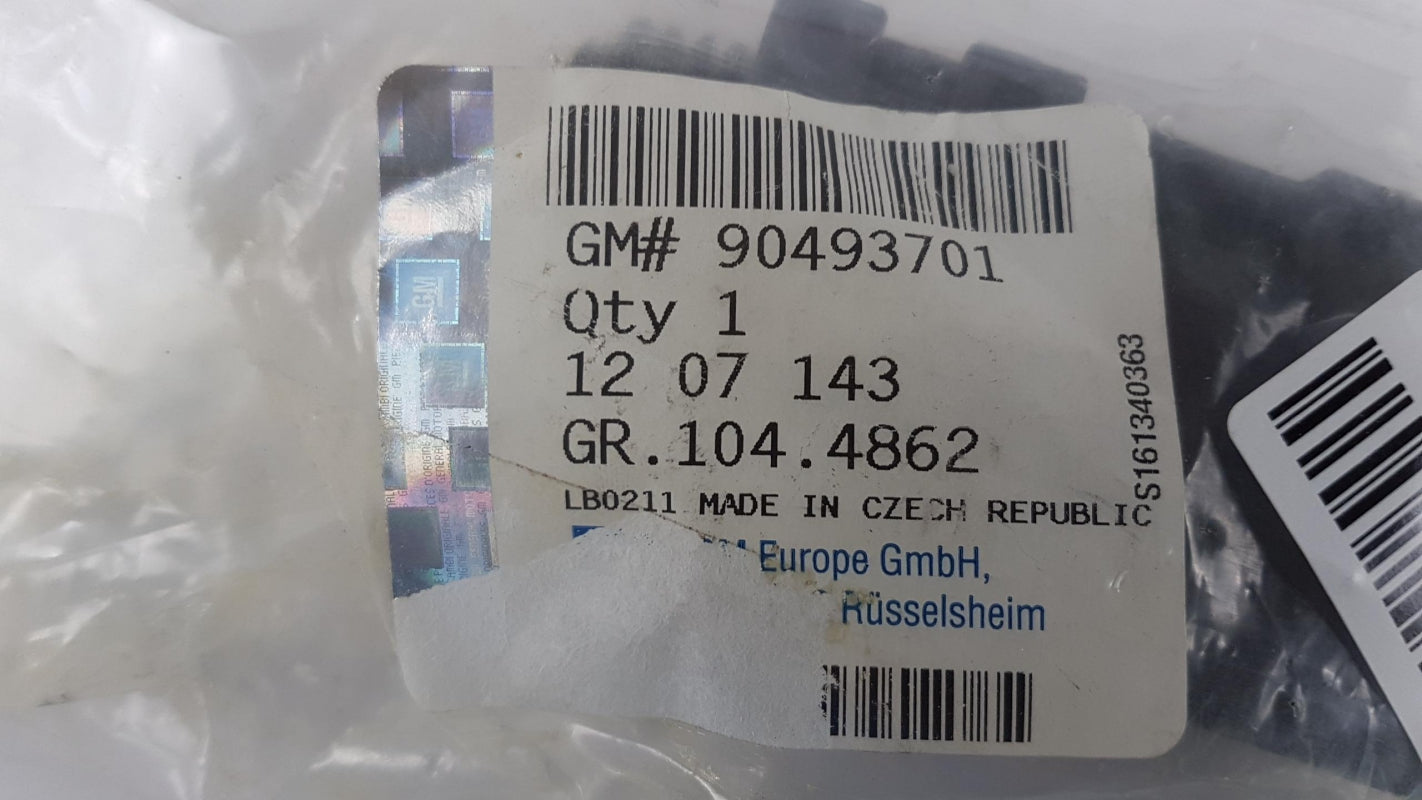 GM# 90493701
Qty 1
12 07 143
GR.104.4862
LB0211 MADE IN CZECH REPUBLIC
Europe GmbH,
Rüsselsheim
S161340363
GM